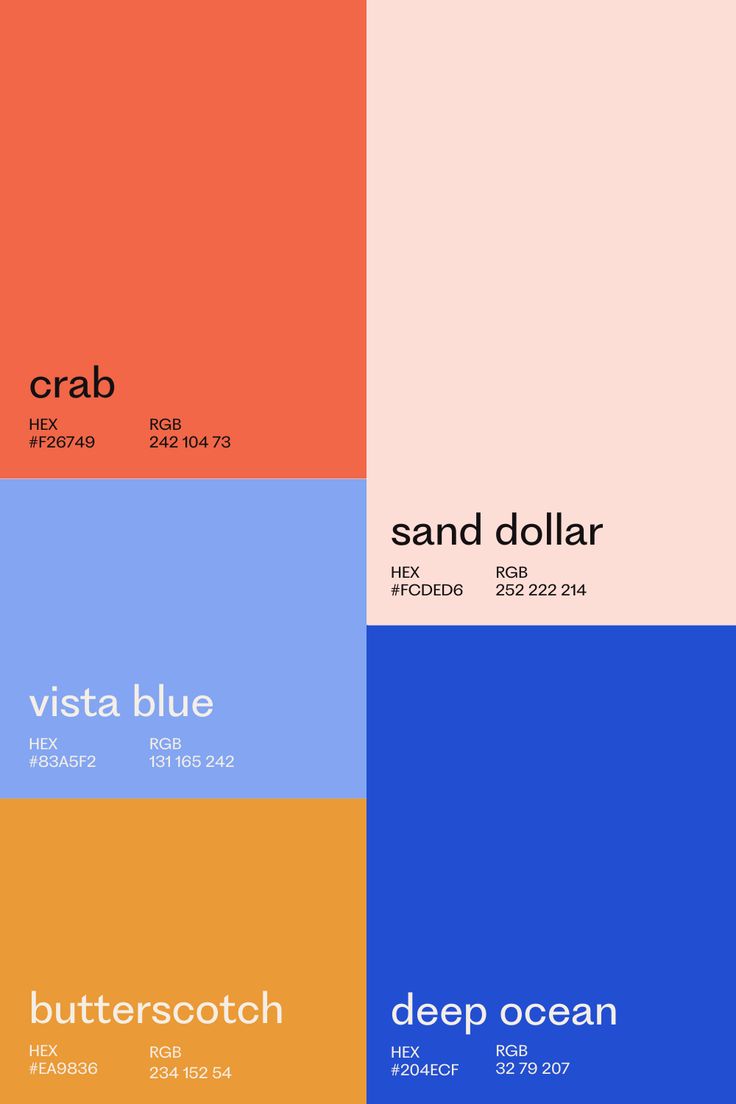 crab
HEX RGB
#F26749 242 104 73
sand dollar
HEX RGB
#FCDED6 252 222 214
vista blue
HEX RGB
#83A5F2 131 165 242
butterscotch
HEX RGB
#EA9836 234 152 54
deep ocean
HEX RGB
#204ECF 32 79 207